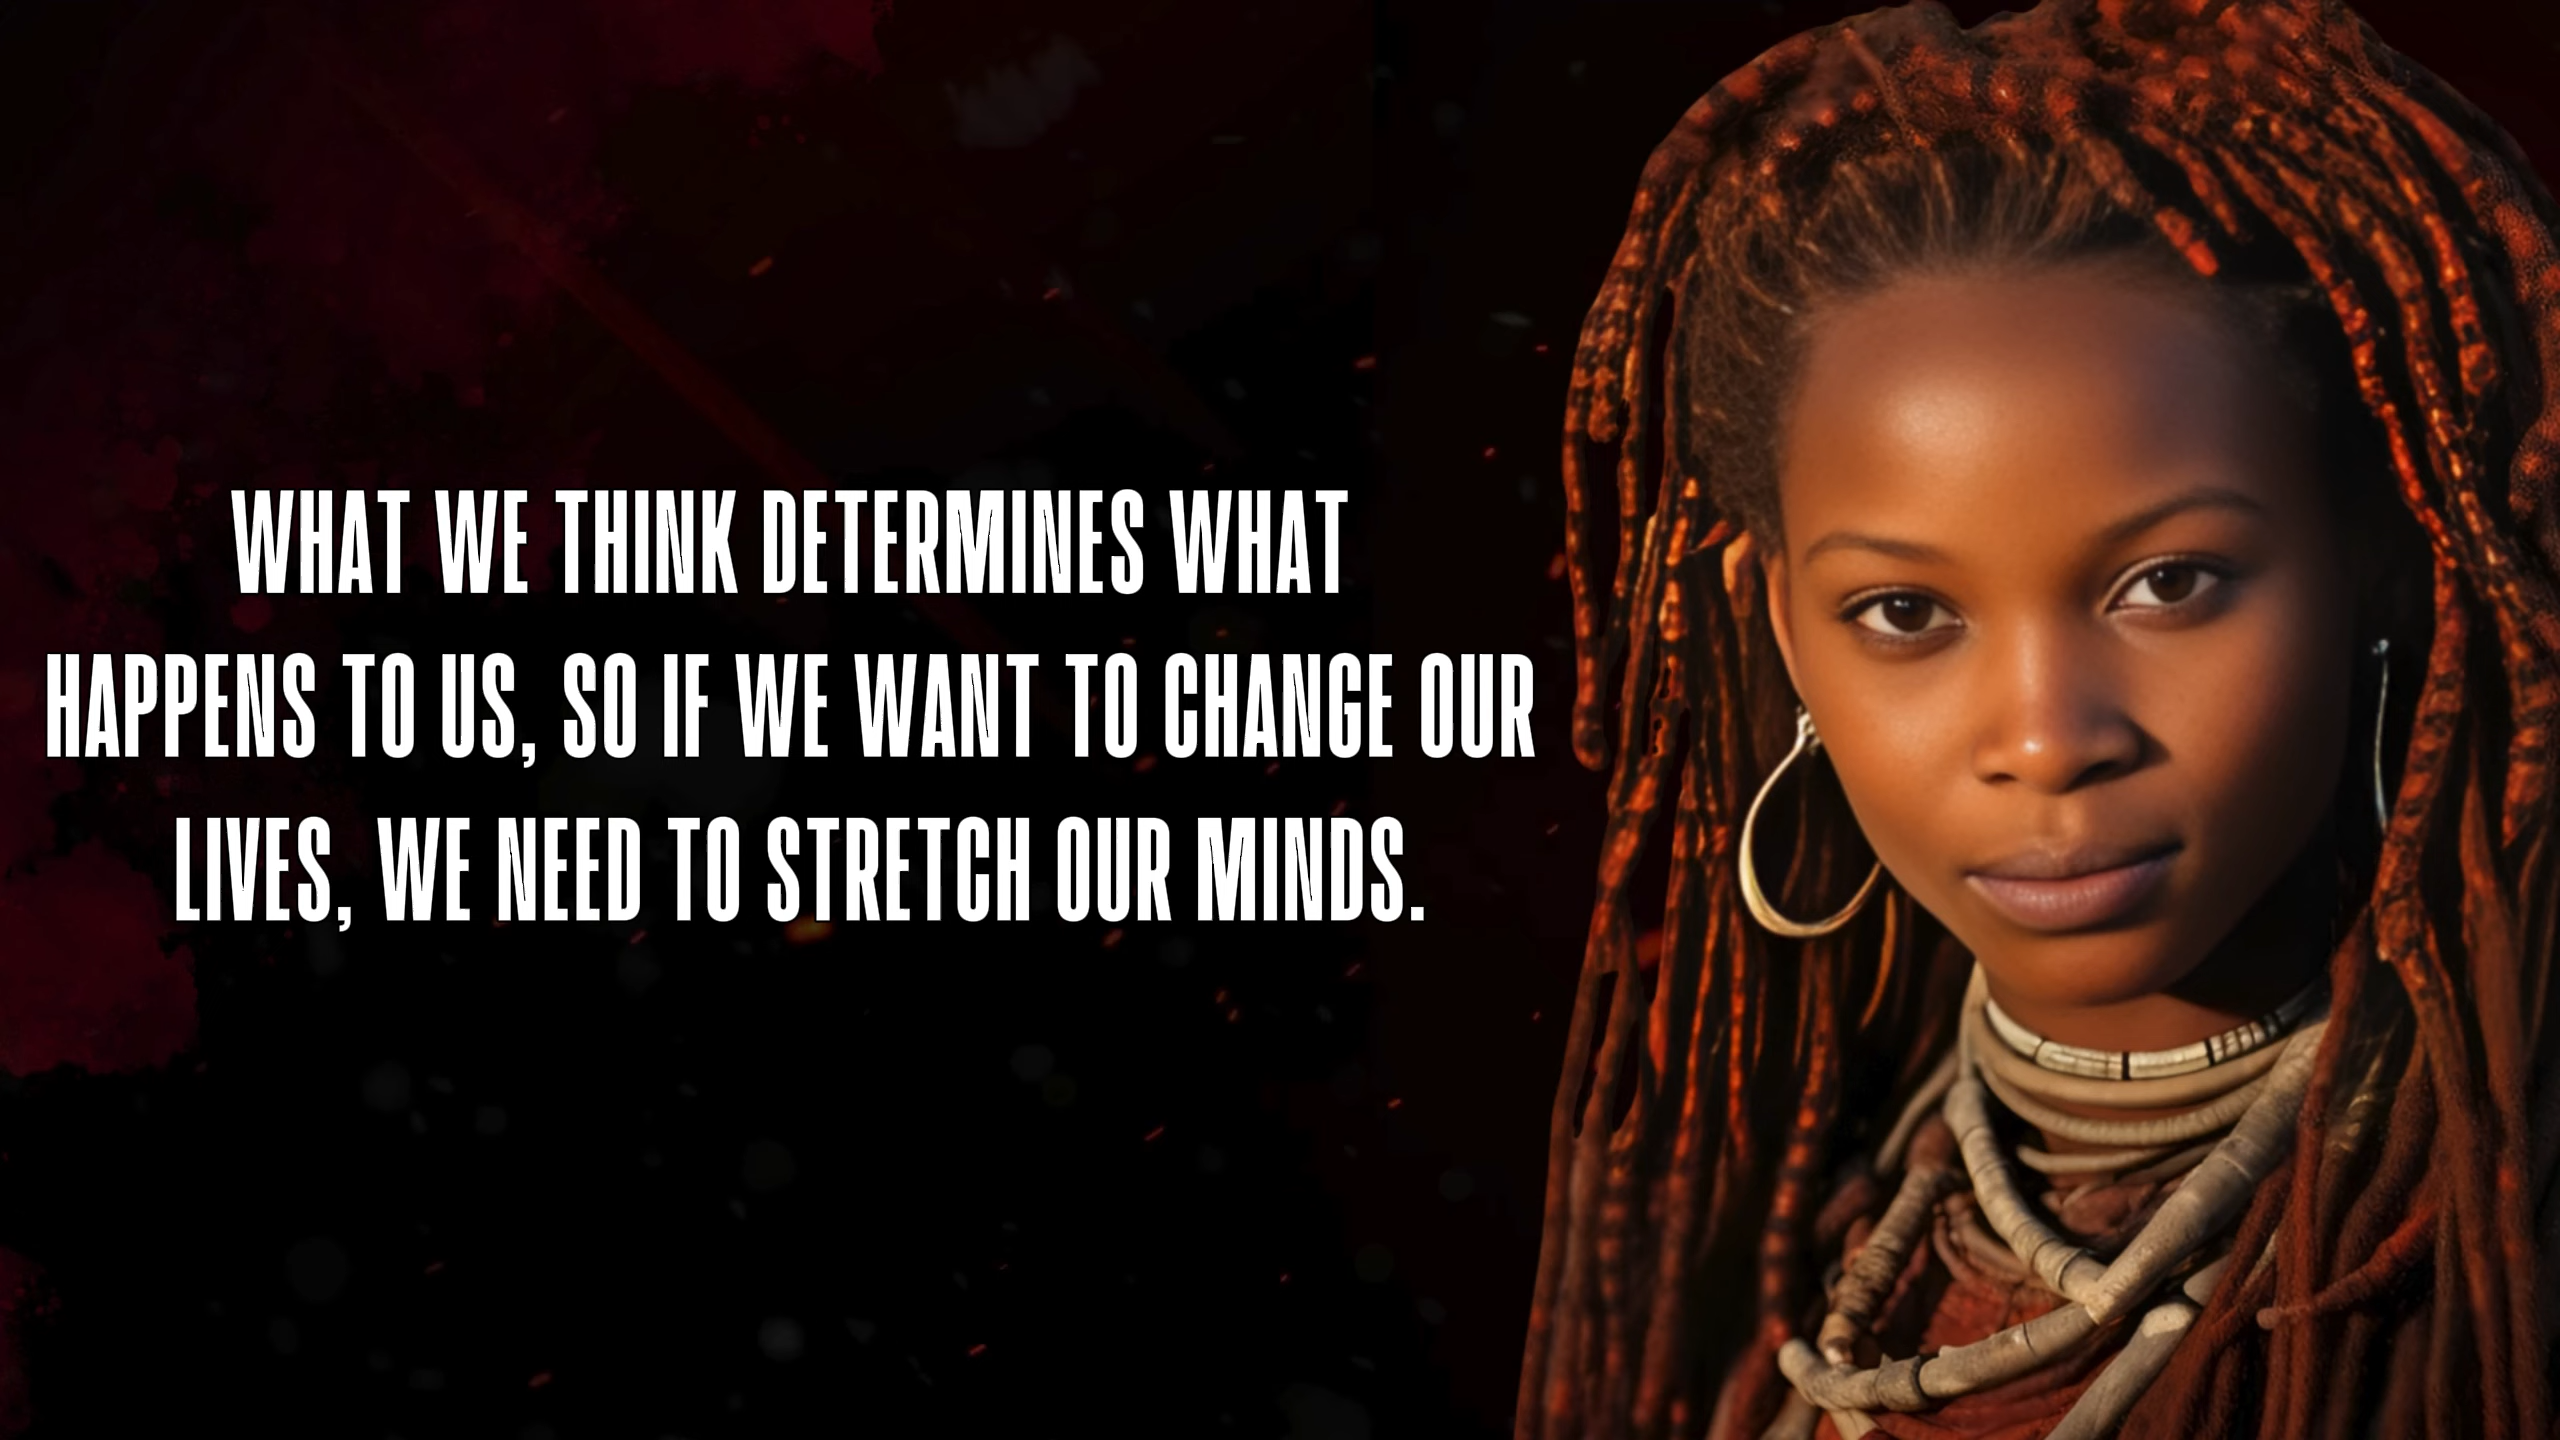 WHAT WE THINK DETERMINES WHAT
HAPPENS TO US, SO IF WE WANT TO CHANGE OUR
LIVES, WE NEED TO STRETCH OUR MINDS.